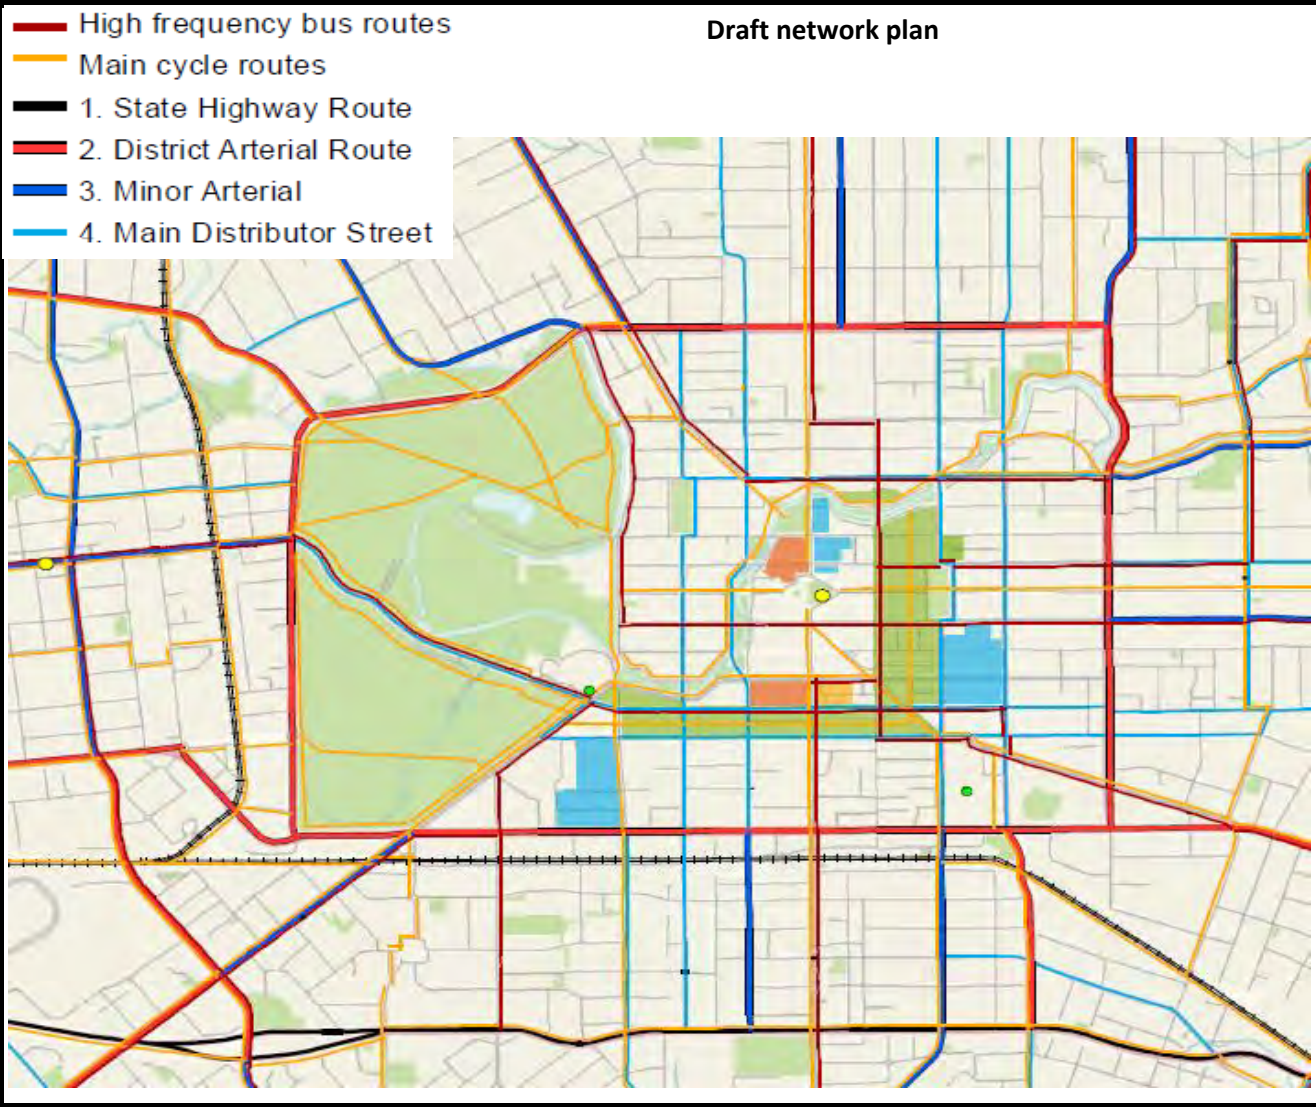 High frequency bus routes
Draft network plan
Main cycle routes
1. State Highway Route
2. District Arterial Route
3. Minor Arterial
4. Main Distributor Street